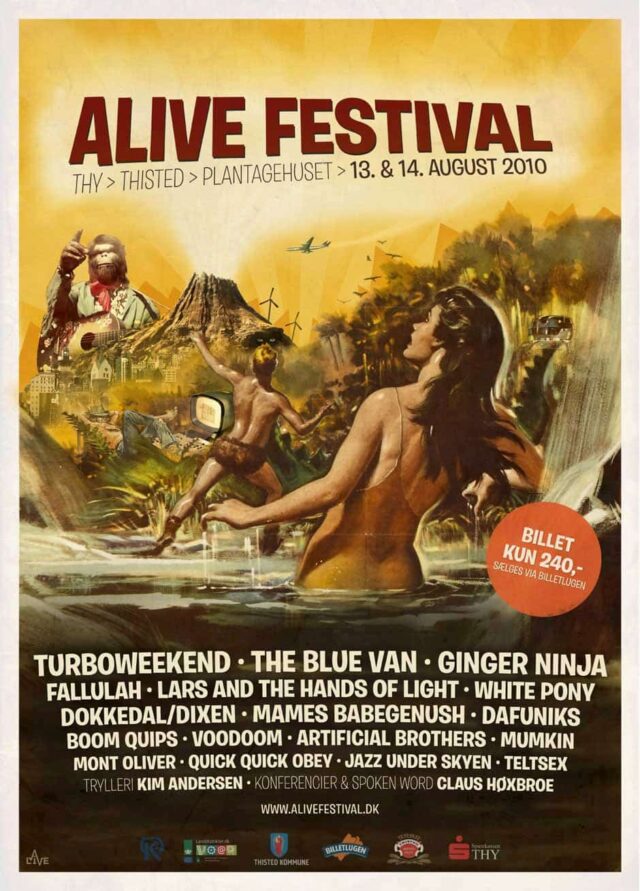 ALIVE FESTIVAL
THY > THISTED > PLANTAGEHUSET > 13. & 14. AUGUST 2010
BILLET
KUN 240,-
SÆLGES VIA BILLETLUGEN
TURBOWEEKEND · THE BLUE VAN · GINGER NINJA
FALLULAH · LARS AND THE HANDS OF LIGHT · WHITE PONY
DOKKEDAL/DIXEN · MAMES BABEGENUSH · DAFUNIKS
BOOM QUIPS · VOODOOM · ARTIFICIAL BROTHERS · MUMKIN
MONT OLIVER · QUICK QUICK OBEY · JAZZ UNDER SKYEN · TELTSEX
TRYLLERI KIM ANDERSEN · KONFERENCIER & SPOKEN WORD CLAUS HØXBROE
WWW.ALIVEFESTIVAL.DK
ALIVE
THISTED KOMMUNE
BILLETLUGEN
Sparekassen
THY